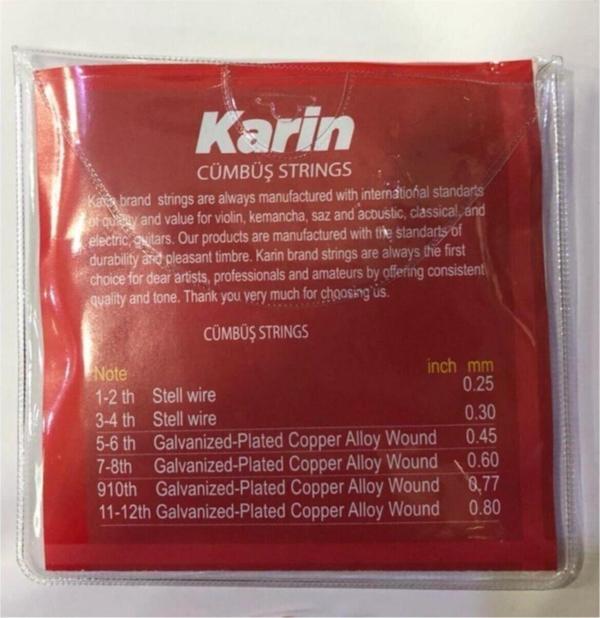 Karin
CÜMBÜŞ STRINGS
Karin brand strings are always manufactured with international standarts
of quality and value for violin, kemancha, saz and acoustic, classical, and
electric guitars. Our products are manufactured with the standarts of
durability and pleasant timbre. Karin brand strings are always the first
choice for dear artists, professionals and amateurs by offering consistent
quality and tone. Thank you very much for choosing us.
CÜMBÜŞ STRINGS
Note inch mm
1-2 th Stell wire 0.25
3-4 th Stell wire 0.30
5-6 th Galvanized-Plated Copper Alloy Wound 0.45
7-8th Galvanized-Plated Copper Alloy Wound 0.60
910th Galvanized-Plated Copper Alloy Wound 0,77
11-12th Galvanized-Plated Copper Alloy Wound 0.80